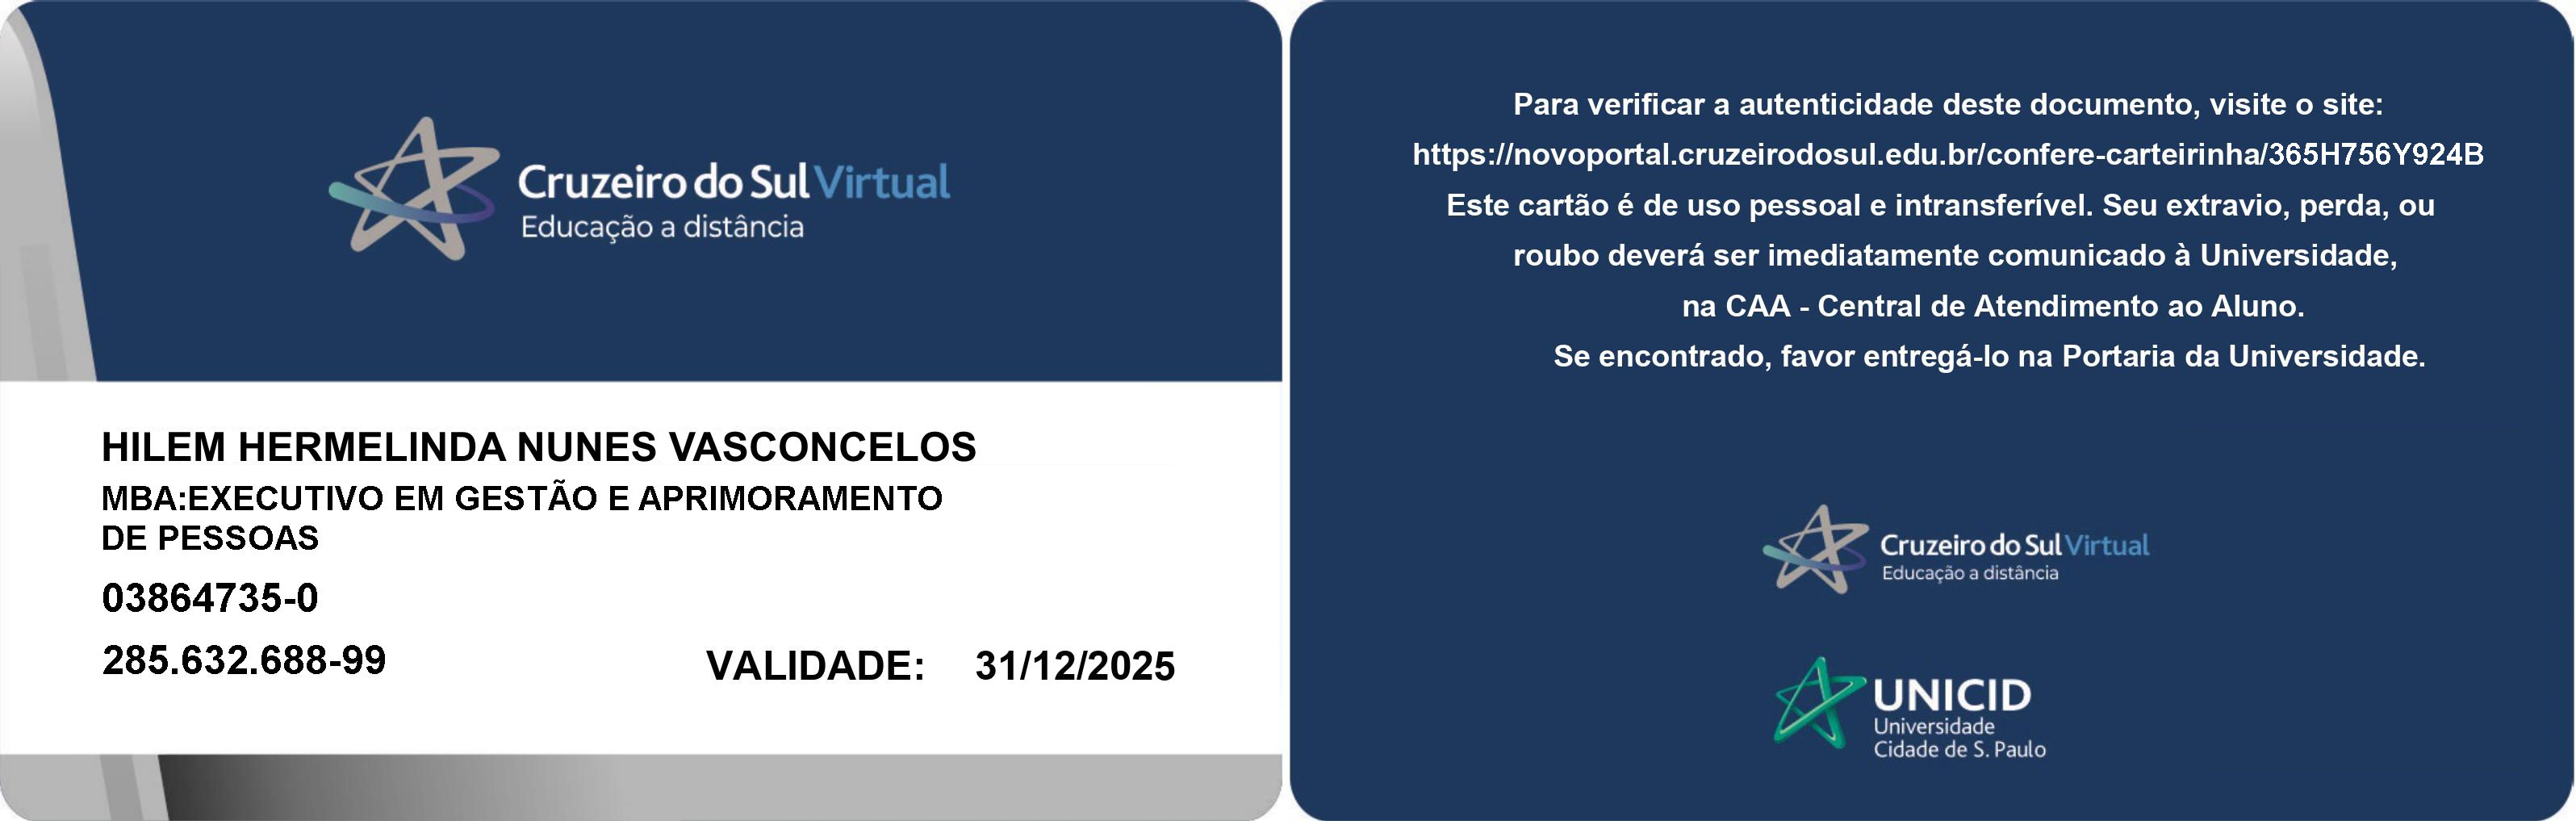 Cruzeiro do Sul Virtual
Educação a distância
HILEM HERMELINDA NUNES VASCONCELOS
MBA:EXECUTIVO EM GESTÃO E APRIMORAMENTO
DE PESSOAS
03864735-0
285.632.688-99
VALIDADE: 31/12/2025
Para verificar a autenticidade deste documento, visite o site:
https://novoportal.cruzeirodosul.edu.br/confere-carteirinha/365H756Y924B
Este cartão é de uso pessoal e intransferível. Seu extravio, perda, ou
roubo deverá ser imediatamente comunicado à Universidade,
na CAA - Central de Atendimento ao Aluno.
Se encontrado, favor entregá-lo na Portaria da Universidade.
Cruzeiro do Sul Virtual
Educação a distância
UNICID
Universidade
Cidade de S. Paulo